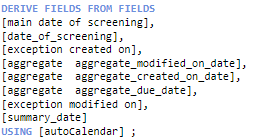 DERIVE FIELDS FROM FIELDS
[main date of screening],
[date_of_screening],
[exception created on],
[aggregate  aggregate_modified_on_date],
[aggregate  aggregate_created_on_date],
[aggregate  aggregate_due_date],
[exception modified on],
[summary_date]
USING [autoCalendar] ;